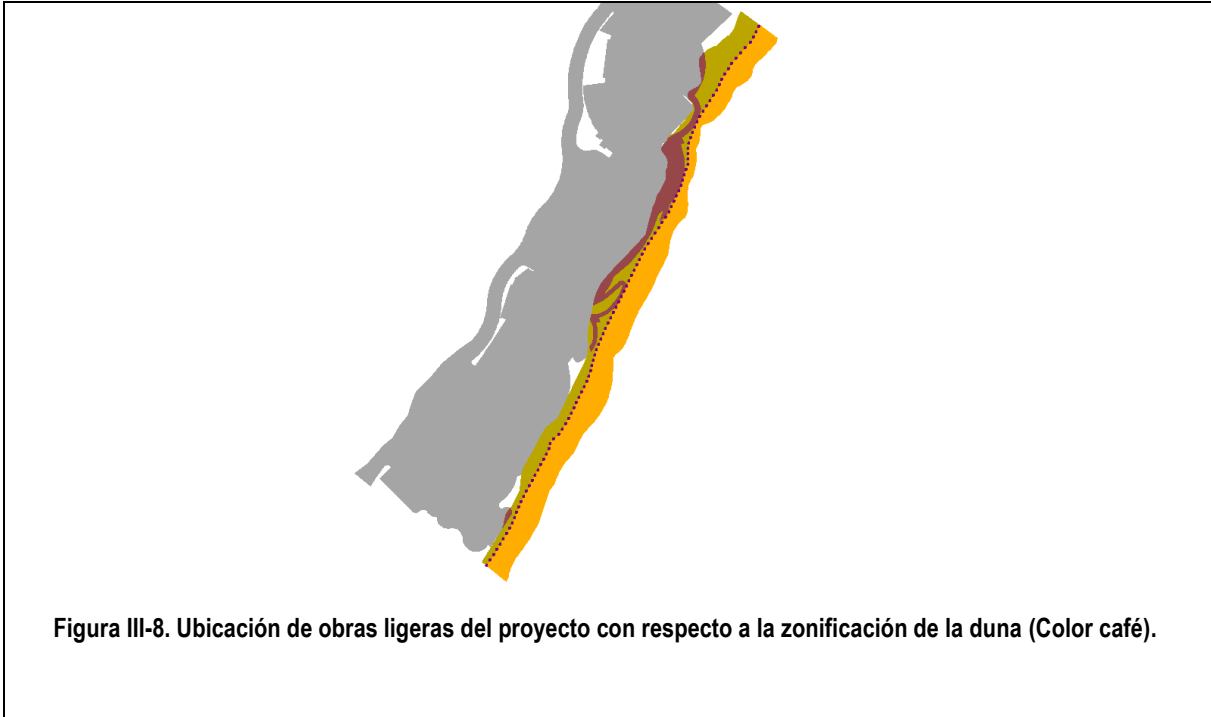 Figura III-8. Ubicación de obras ligeras del proyecto con respecto a la zonificación de la duna (Color café).